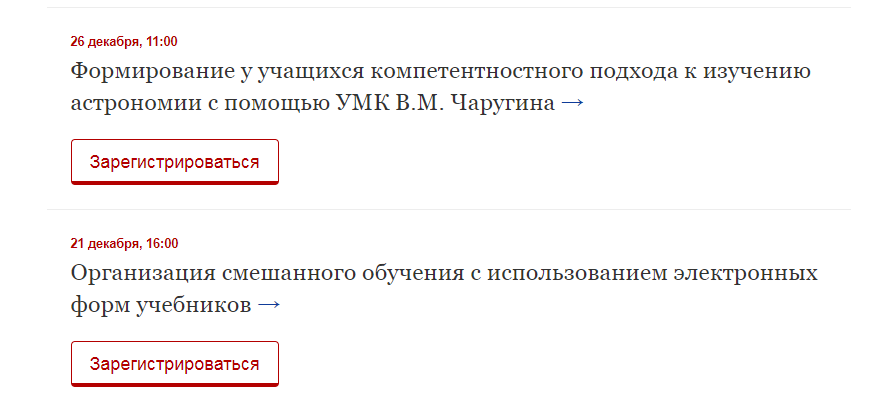 26 декабря, 11:00
Формирование у учащихся компетентностного подхода к изучению
астрономии с помощью УМК В.М. Чаругина →
Зарегистрироваться
21 декабря, 16:00
Организация смешанного обучения с использованием электронных
форм учебников →
Зарегистрироваться